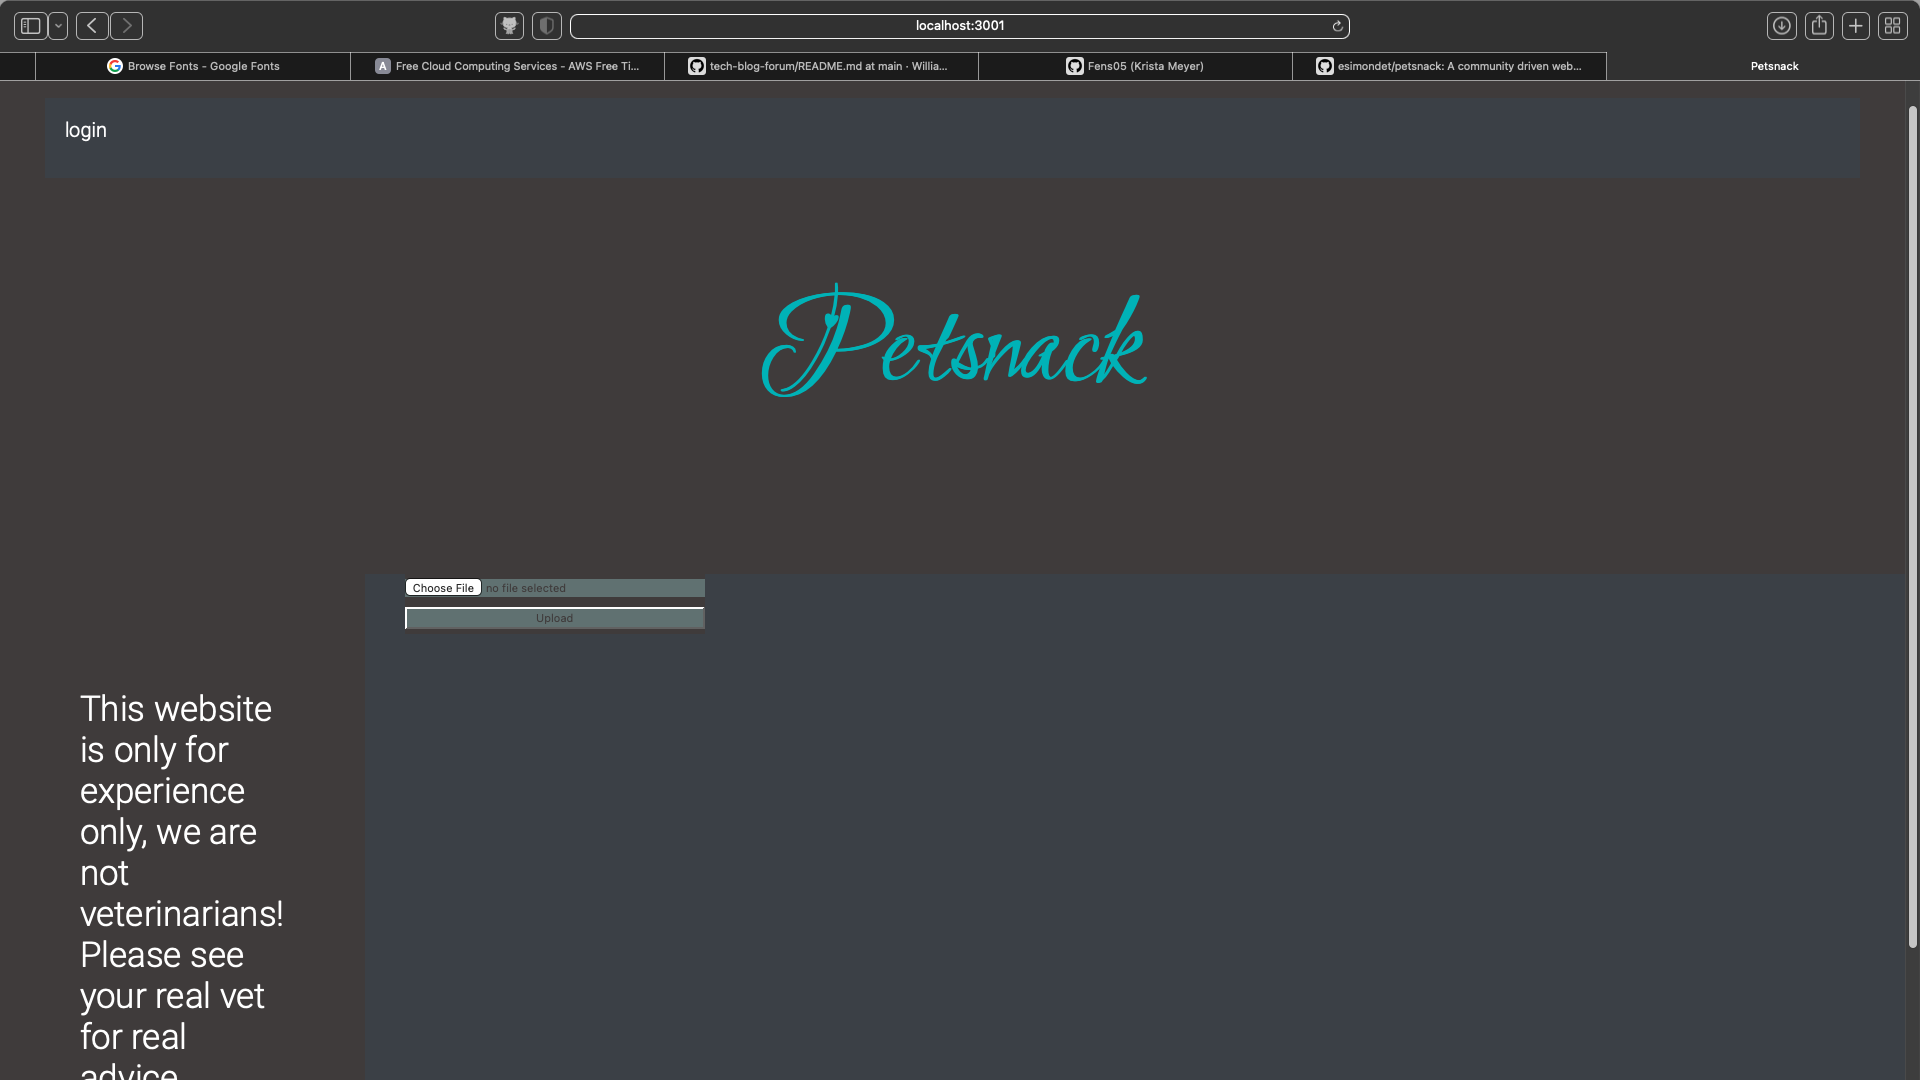 localhost:3001
Browse Fonts - Google Fonts
A Free Cloud Computing Services - AWS Free Ti...
tech-blog-forum/README.md at main · Willia...
Fens05 (Krista Meyer)
esimondet/petsnack: A community driven web...
Petsnack
login
Petsnack
Choose File no file selected
Upload
This website
is only for
experience
only, we are
not
veterinarians!
Please see
your real vet
for real
advice